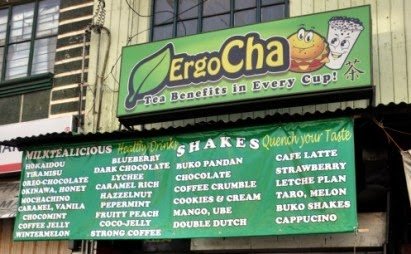 ErgoCha
Tea Benefits in Every Cup!
茶
MILKTEALICIOUS Healthy Drinks SHAKES Quench your Taste
HOKAIDOU
TIRAMISU
OREO-CHOCOLATE
OKINAWA, HONEY
MOCHACHINO
CARAMEL, VANILA
CHOCOMINT
COFFEE JELLY
WINTERMELON
BLUEBERRY
DARK CHOCOLATE
LYCHEE
CARAMEL RICH
HAZZELNUT
PEPERMINT
FRUITY PEACH
COCO-JELLY
STRONG COFFEE
BUKO PANDAN
CHOCOLATE
COFFEE CRUMBLE
COOKIES & CREAM
MANGO, UBE
DOUBLE DUTCH
CAFE LATTE
STRAWBERRY
LETCHE PLAN
TARO, MELON
BUKO SHAKES
CAPPUCINO